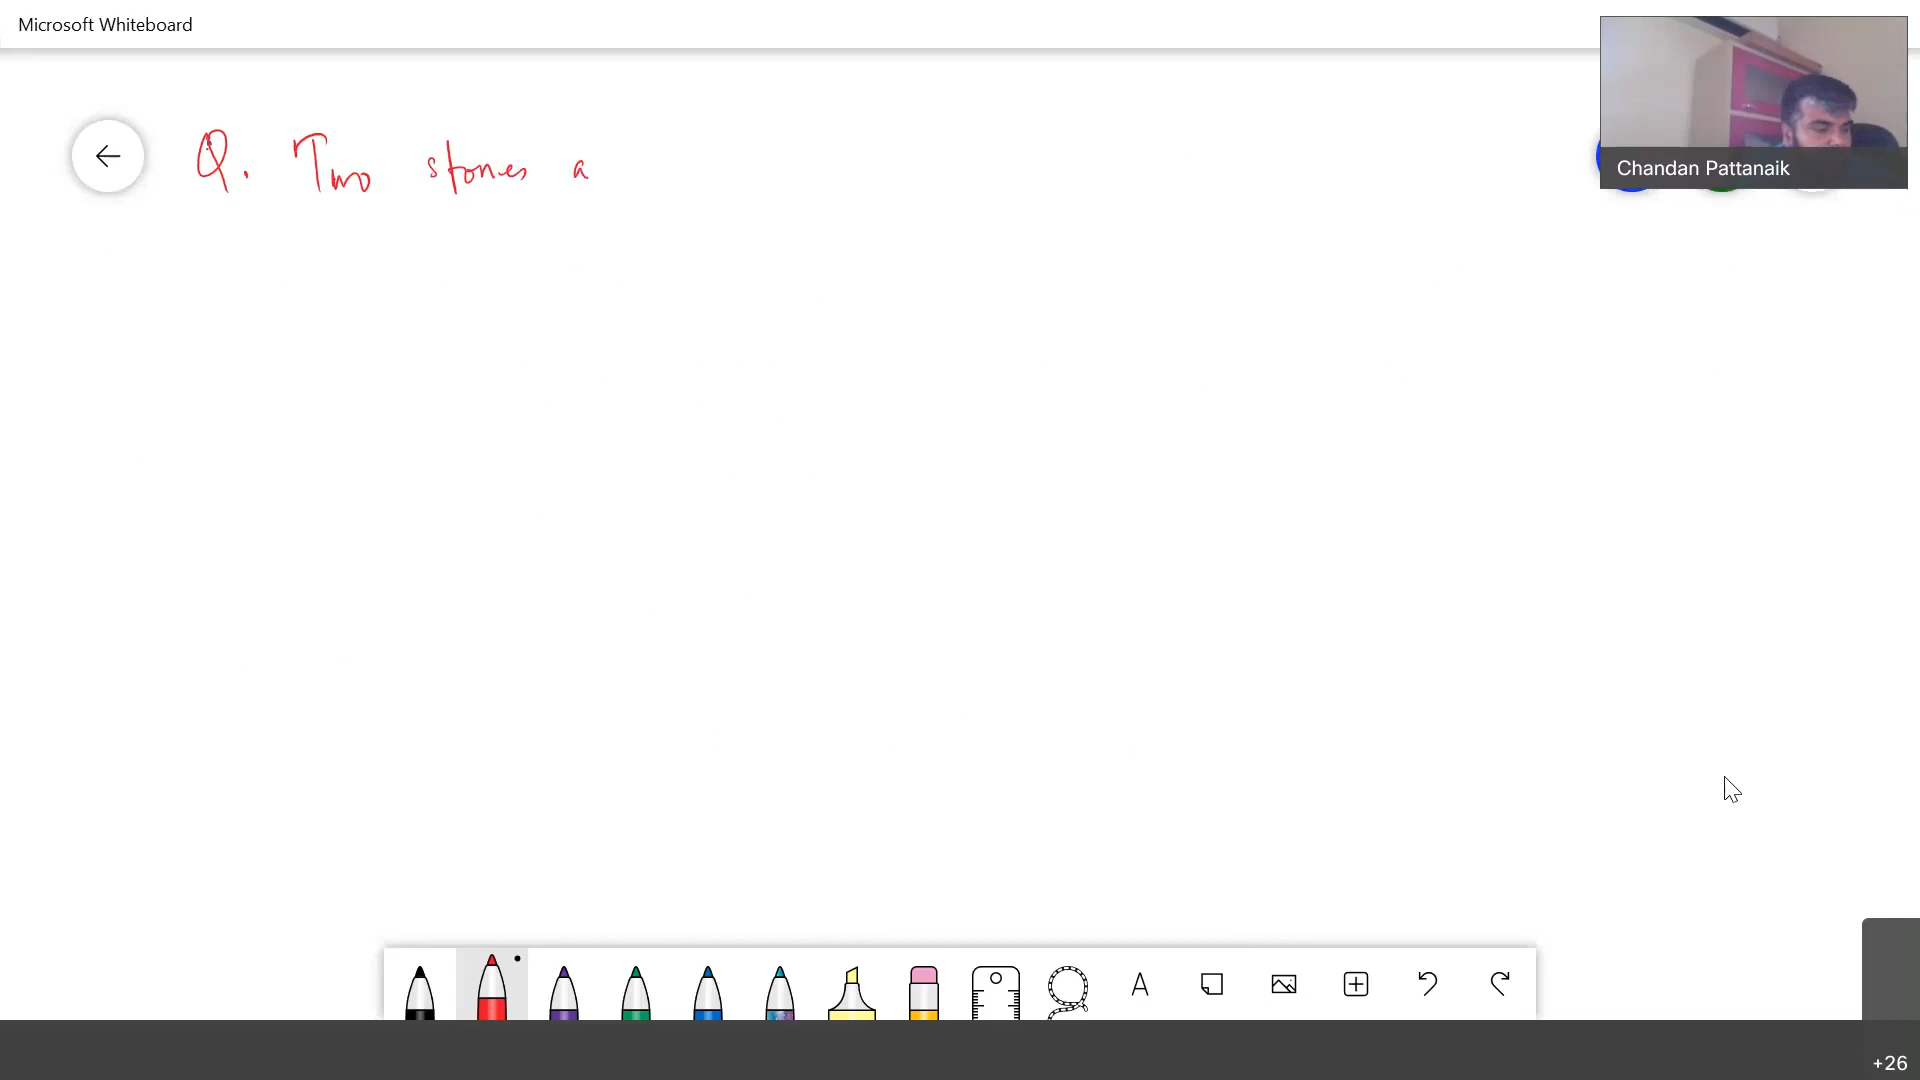 Microsoft Whiteboard
Q. Two stones a
Chandan Pattanaik
A
+26